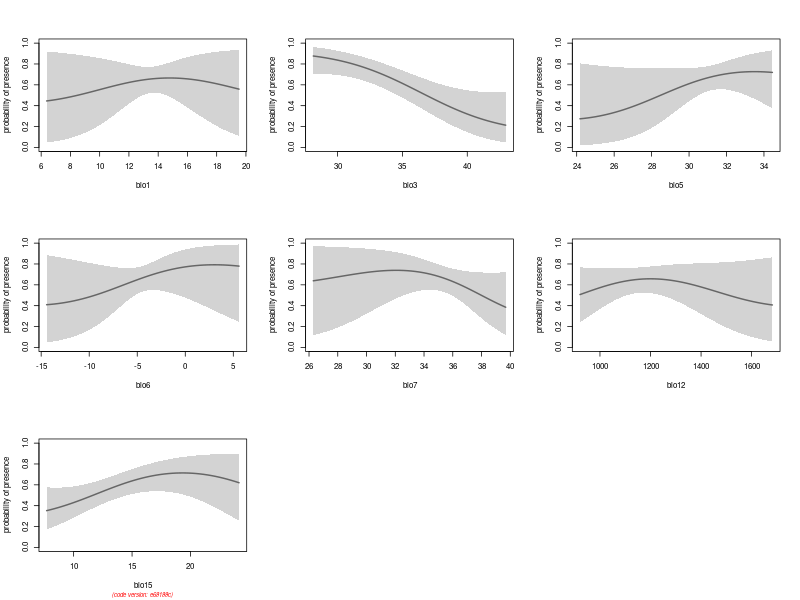 probability of presence
0.0 0.2 0.4 0.6 0.8 1.0
6 8 10 12 14 16 18 20
bio1
probability of presence
0.0 0.2 0.4 0.6 0.8 1.0
30 35 40
bio3
probability of presence
0.0 0.2 0.4 0.6 0.8 1.0
24 26 28 30 32 34
bio5
probability of presence
0.0 0.2 0.4 0.6 0.8 1.0
-15 -10 -5 0 5
bio6
probability of presence
0.0 0.2 0.4 0.6 0.8 1.0
26 28 30 32 34 36 38 40
bio7
probability of presence
0.0 0.2 0.4 0.6 0.8 1.0
1000 1200 1400 1600
bio12
probability of presence
0.0 0.2 0.4 0.6 0.8 1.0
10 15 20
bio15
(code version: